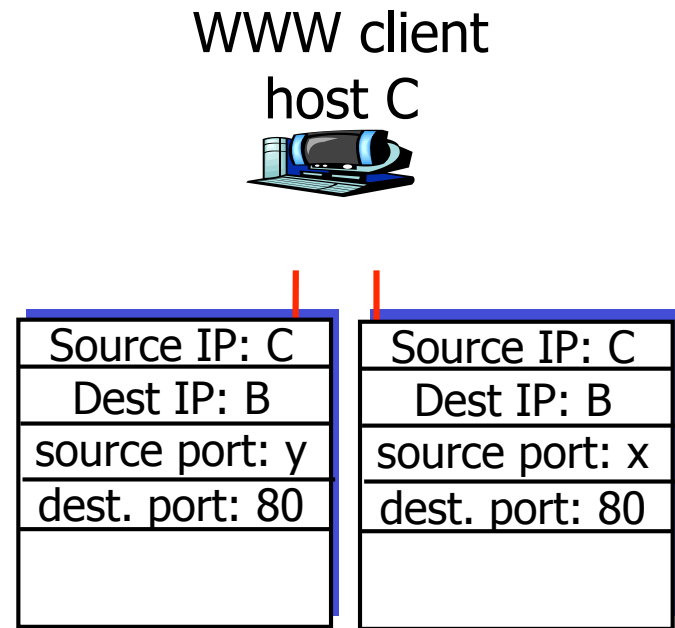 WWW client
host C
Source IP: C
Dest IP: B
source port: y
dest. port: 80
Source IP: C
Dest IP: B
source port: x
dest. port: 80